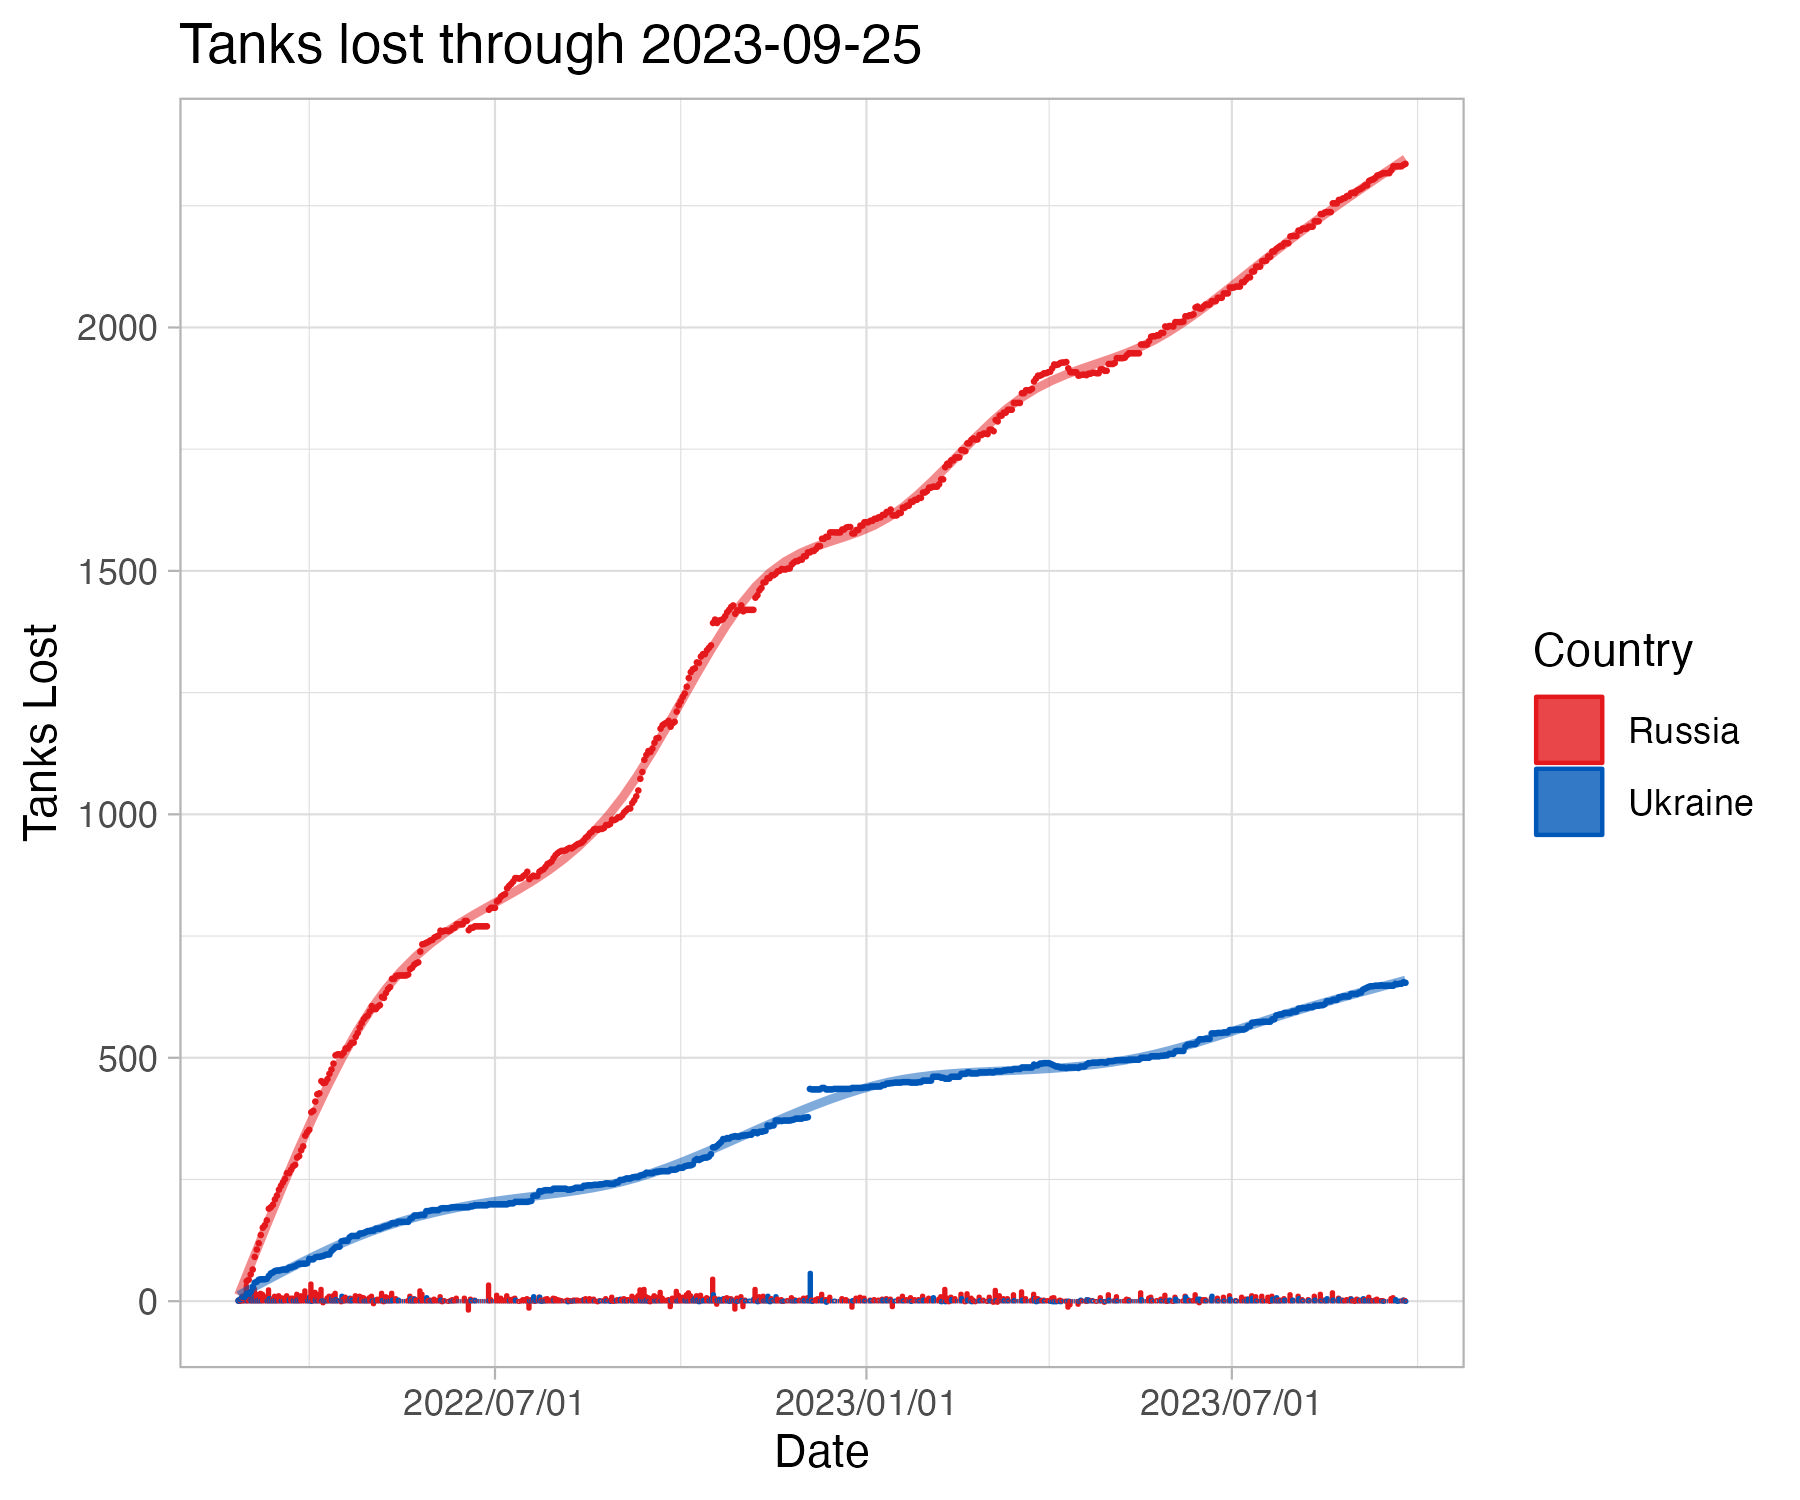 Tanks lost through 2023-09-25
Tanks Lost
2000
1500
1000
500
0
2022/07/01
2023/01/01
2023/07/01
Date
Country
Russia
Ukraine